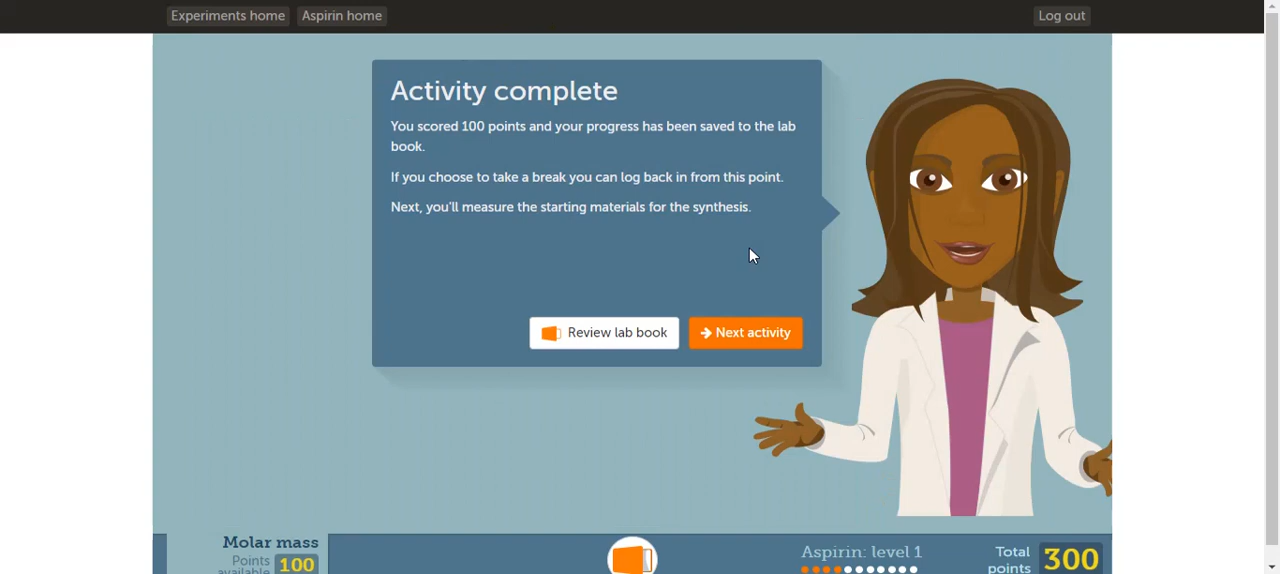 Experiments home Aspirin home Log out
Activity complete
You scored 100 points and your progress has been saved to the lab
book.
If you choose to take a break you can log back in from this point.
Next, you'll measure the starting materials for the synthesis.
Review lab book Next activity
Molar mass
Points
available 100
Aspirin: level 1
Total
points 300